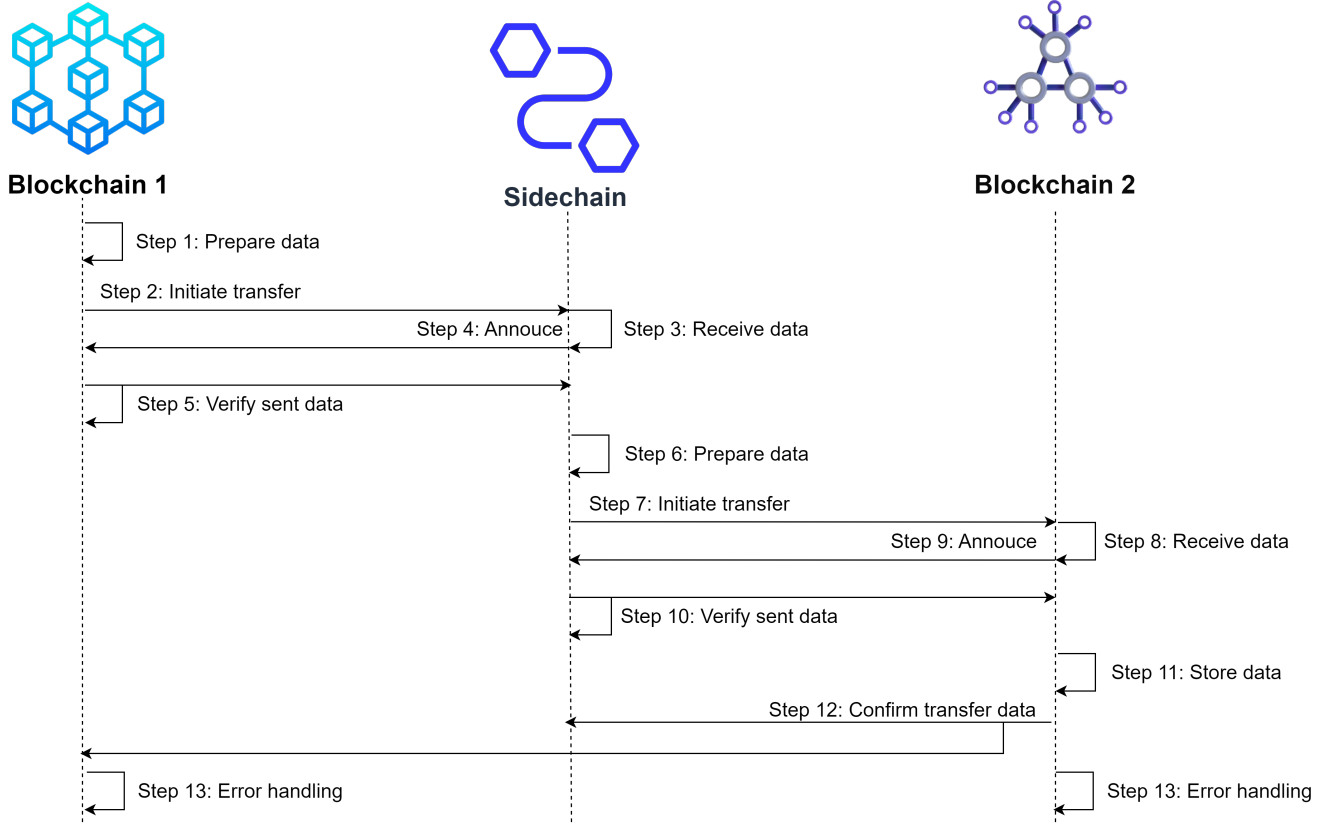 Blockchain 1
Sidechain
Blockchain 2
Step 1: Prepare data
Step 2: Initiate transfer
Step 4: Annouce
Step 3: Receive data
Step 5: Verify sent data
Step 6: Prepare data
Step 7: Initiate transfer
Step 9: Annouce
Step 8: Receive data
Step 10: Verify sent data
Step 11: Store data
Step 12: Confirm transfer data
Step 13: Error handling
Step 13: Error handling